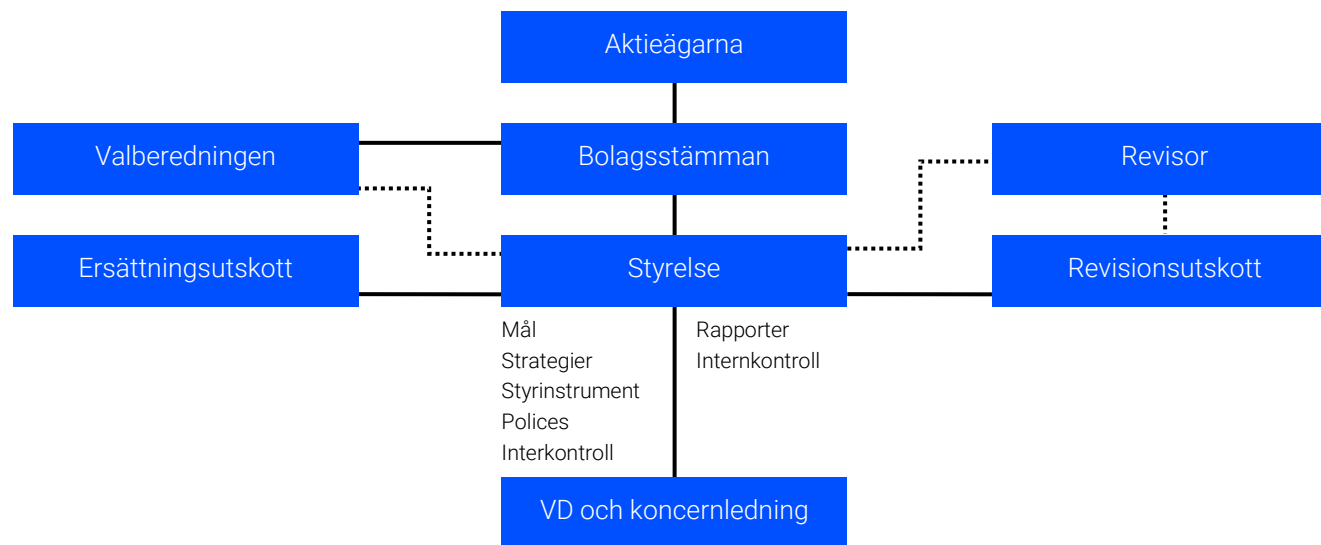 Aktieägarna
Valberedningen
Bolagsstämman
Revisor
Ersättningsutskott
Styrelse
Revisionsutskott
Mål
Strategier
Styrinstrument
Polices
Interkontroll
Rapporter
Internkontroll
VD och koncernledning